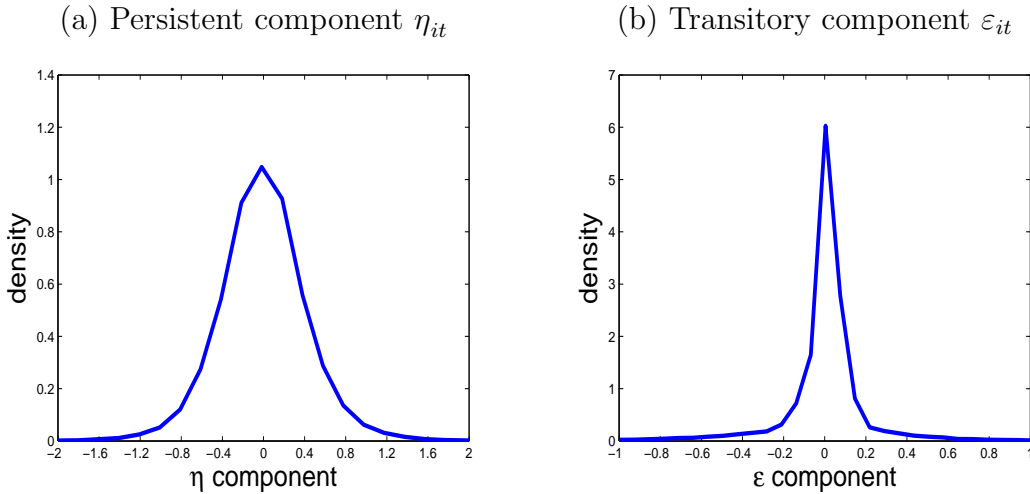 (a) Persistent component η_it
(b) Transitory component ε_it
1.4
1.2
1
0.8
0.6
0.4
0.2
0
density
−2 −1.6 −1.2 −0.8 −0.4 0 0.4 0.8 1.2 1.6 2
η component
7
6
5
4
3
2
1
0
density
−1 −0.8 −0.6 −0.4 −0.2 0 0.2 0.4 0.6 0.8 1
ε component